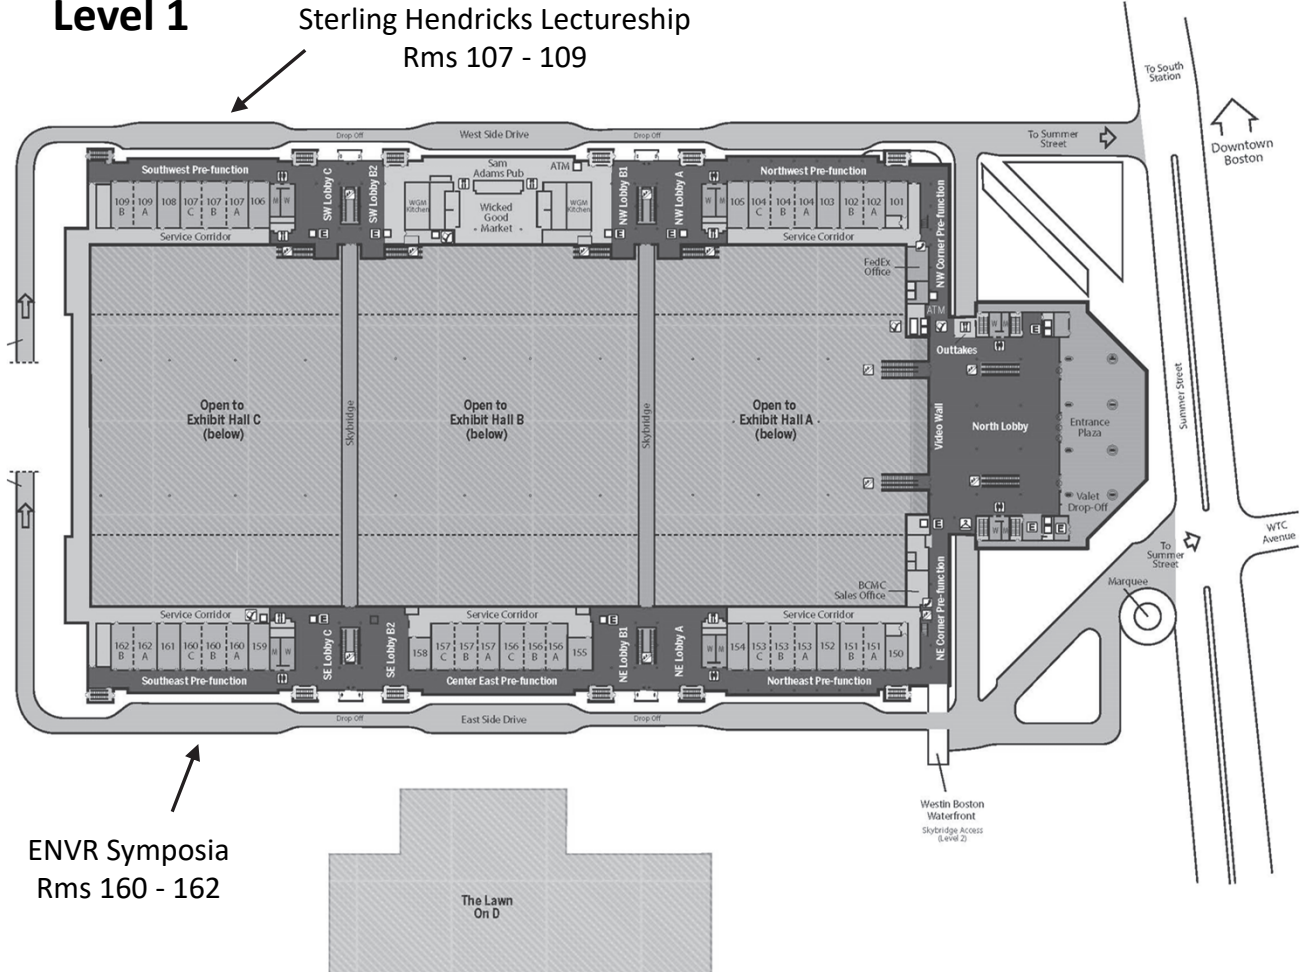 Level 1
Sterling Hendricks Lectureship
Rms 107 - 109
To South
Station
Downtown
Boston
Drop Off
West Side Drive
Drop Off
To Summer
Street
Southwest Pre-function
SW Lobby C
SW Lobby B2
Sam
Adams Pub
ATM
NW Lobby B1
NW Lobby A
Northwest Pre-function
109
B
109
A
108
107
C
107
B
107
A
106
M
W
WGM
Kitchen
Wicked
Good
Market
WGM
Kitchen
W
M
105
104
C
104
B
104
A
103
102
B
102
A
101
NW Corner Pre-function
Service Corridor
E
E
E
E
Service Corridor
FedEx
Office
ATM
Outtakes
W
M
E
Open to
Exhibit Hall C
(below)
Skybridge
Open to
Exhibit Hall B
(below)
Skybridge
Open to
Exhibit Hall A
(below)
Video Wall
North Lobby
Entrance
Plaza
Summer Street
Valet
Drop-Off
E
W
M
E
E
To
Summer
Street
WTC
Avenue
Marquee
BCMC
Sales Office
NE Corner Pre-function
Service Corridor
E
Service Corridor
E
Service Corridor
162
B
162
A
161
160
C
160
B
160
A
159
M
W
SE Lobby C
SE Lobby B2
158
157
C
157
B
157
A
156
C
156
B
156
A
155
NE Lobby B1
NE Lobby A
W
M
154
153
C
153
B
153
A
152
151
B
151
A
150
Southeast Pre-function
Center East Pre-function
Northeast Pre-function
Drop Off
East Side Drive
Drop Off
Westin Boston
Waterfront
Skybridge Access
(Level 2)
ENVR Symposia
Rms 160 - 162
The Lawn
On D